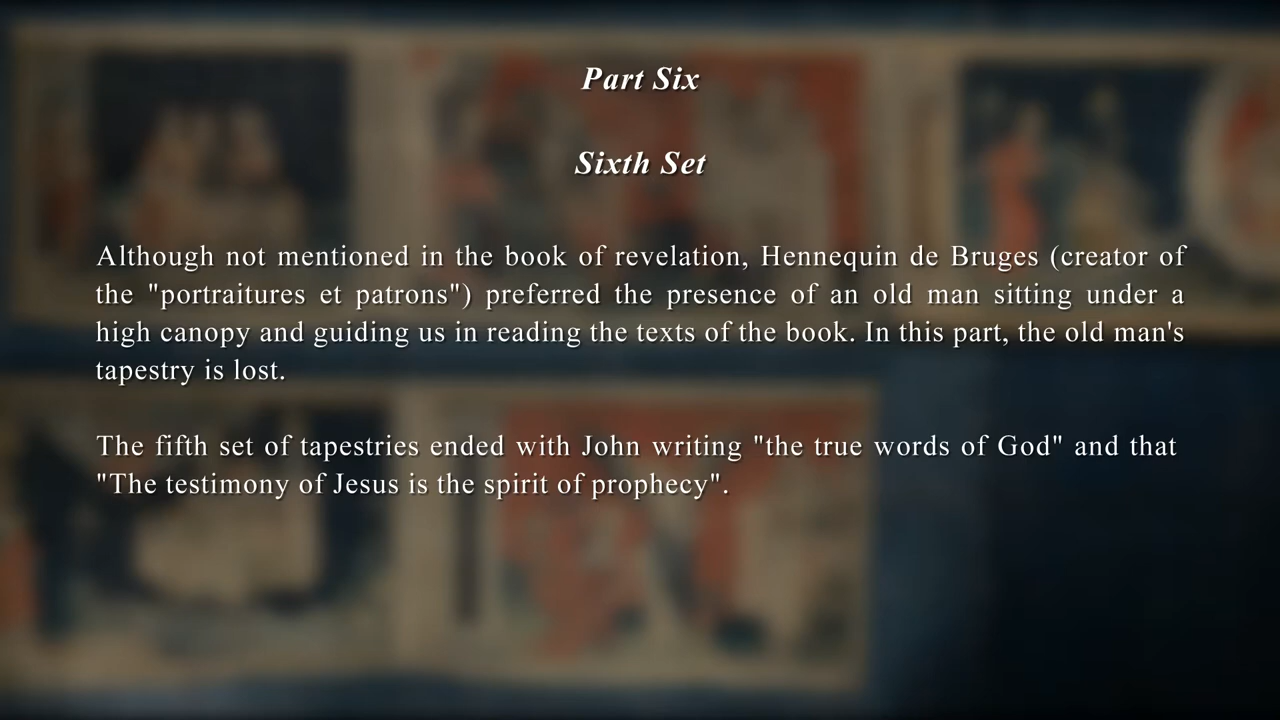 Part Six
Sixth Set
Although not mentioned in the book of revelation, Hennequin de Bruges (creator of
the "portraitures et patrons") preferred the presence of an old man sitting under a
high canopy and guiding us in reading the texts of the book. In this part, the old man's
tapestry is lost.
The fifth set of tapestries ended with John writing "the true words of God" and that
"The testimony of Jesus is the spirit of prophecy".